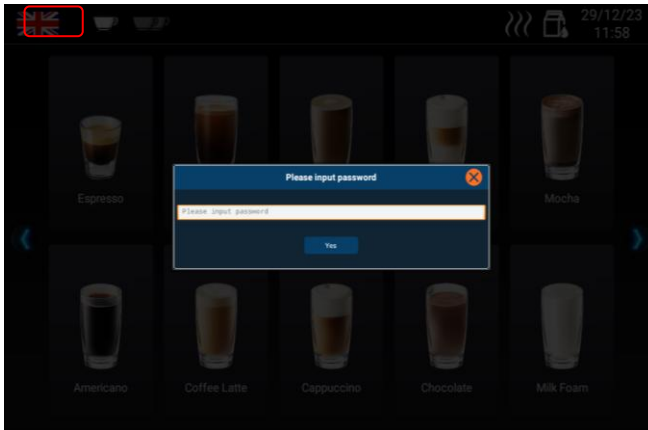 29/12/23
11:58
Please input password
Please input password
Yes
Espresso
Mocha
Americano
Coffee Latte
Cappuccino
Chocolate
Milk Foam